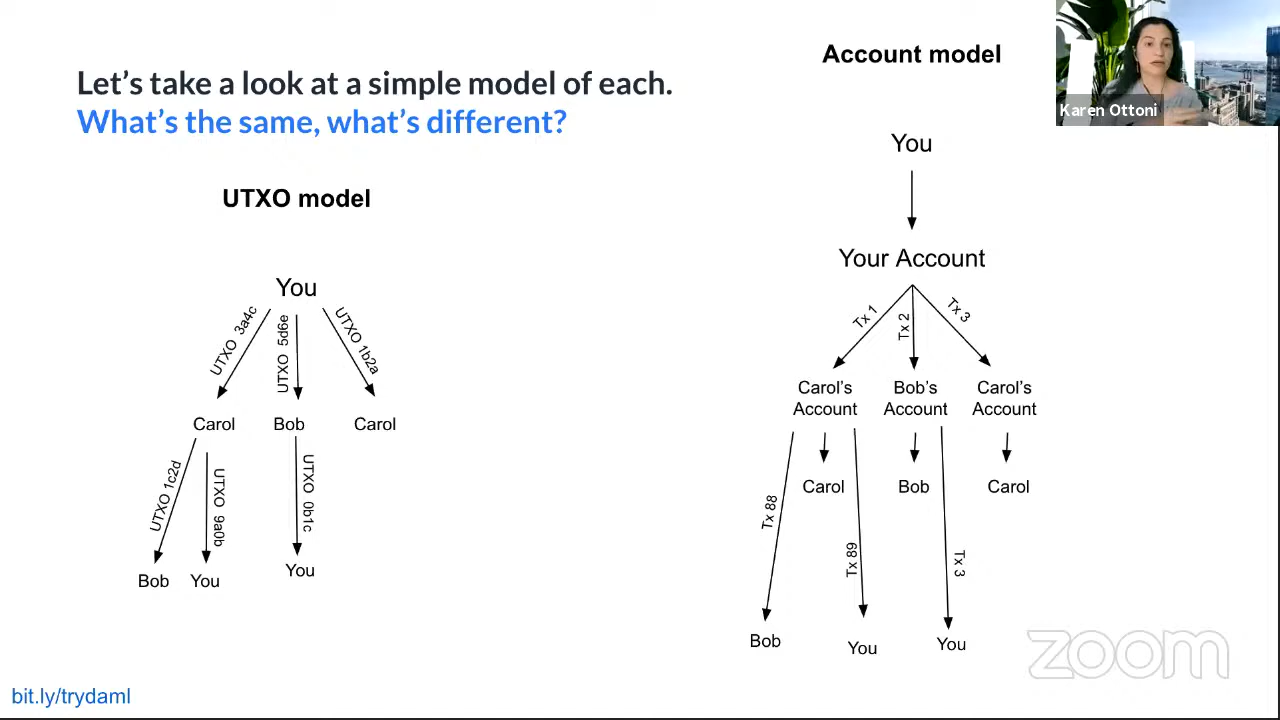 Let's take a look at a simple model of each.
What's the same, what's different?
UTXO model
You
UTXO 3a4c
UTXO 5d6e
UTXO 1b2a
Carol
Bob
Carol
UTXO 1c2d
UTXO 9a0b
UTXO 0b1c
Bob
You
You
Account model
You
Your Account
Tx 1
Tx 2
Tx 3
Carol's
Account
Bob's
Account
Carol's
Account
Carol
Bob
Carol
Tx 88
Tx 89
Tx 3
Bob
You
You
Karen Ottoni
zoom
bit.ly/trydaml